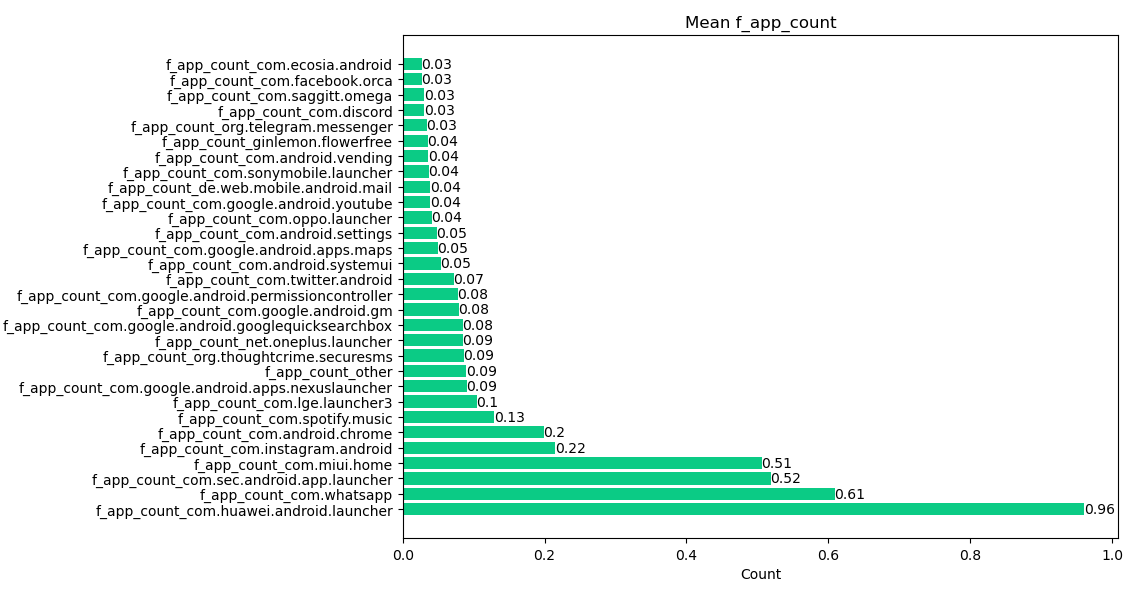 Mean f_app_count
f_app_count_com.ecosia.android 0.03
f_app_count_com.facebook.orca 0.03
f_app_count_com.saggitt.omega 0.03
f_app_count_com.discord 0.03
f_app_count_org.telegram.messenger 0.03
f_app_count_ginlemon.flowerfree 0.04
f_app_count_com.android.vending 0.04
f_app_count_com.sonymobile.launcher 0.04
f_app_count_de.web.mobile.android.mail 0.04
f_app_count_com.google.android.youtube 0.04
f_app_count_com.oppo.launcher 0.04
f_app_count_com.android.settings 0.05
f_app_count_com.google.android.apps.maps 0.05
f_app_count_com.android.systemui 0.05
f_app_count_com.twitter.android 0.07
f_app_count_com.google.android.permissioncontroller 0.08
f_app_count_com.google.android.gm 0.08
f_app_count_com.google.android.googlequicksearchbox 0.08
f_app_count_net.oneplus.launcher 0.09
f_app_count_org.thoughtcrime.securesms 0.09
f_app_count_other 0.09
f_app_count_com.google.android.apps.nexuslauncher 0.09
f_app_count_com.lge.launcher3 0.1
f_app_count_com.spotify.music 0.13
f_app_count_com.android.chrome 0.2
f_app_count_com.instagram.android 0.22
f_app_count_com.miui.home 0.51
f_app_count_com.sec.android.app.launcher 0.52
f_app_count_com.whatsapp 0.61
f_app_count_com.huawei.android.launcher 0.96
0.0 0.2 0.4 0.6 0.8 1.0
Count